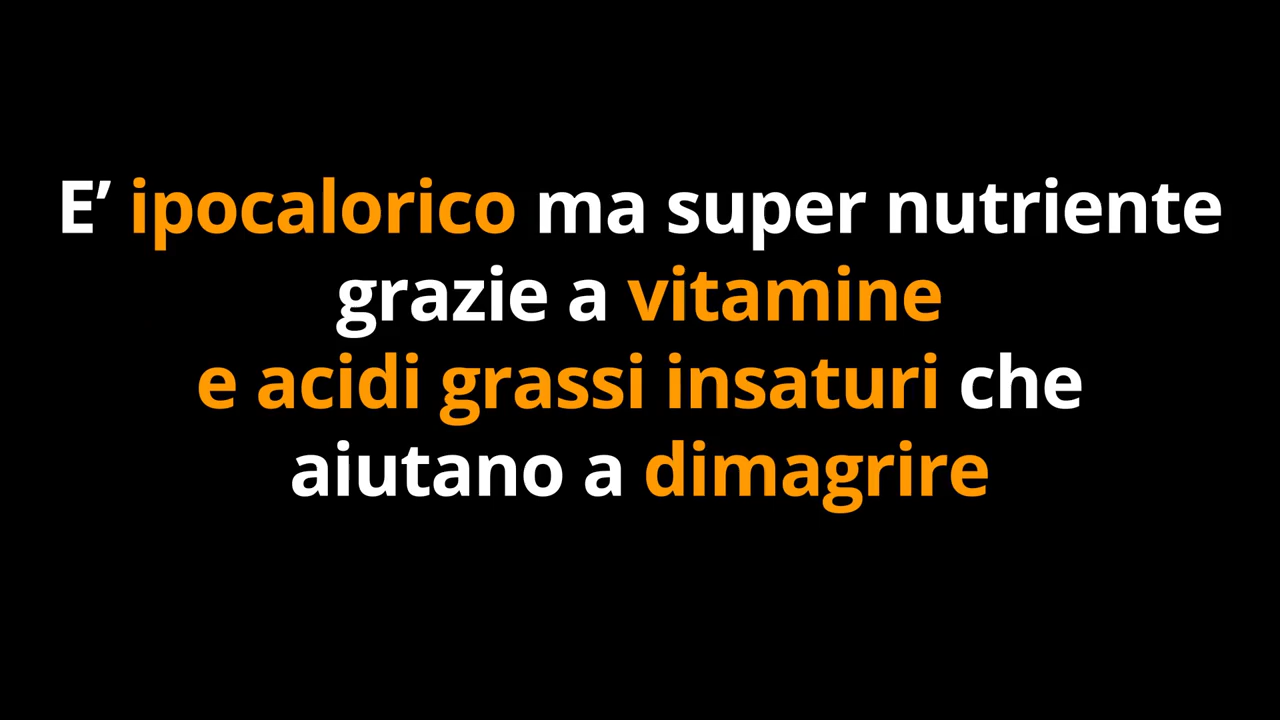 E’ ipocalorico ma super nutriente
grazie a vitamine
e acidi grassi insaturi che
aiutano a dimagrire